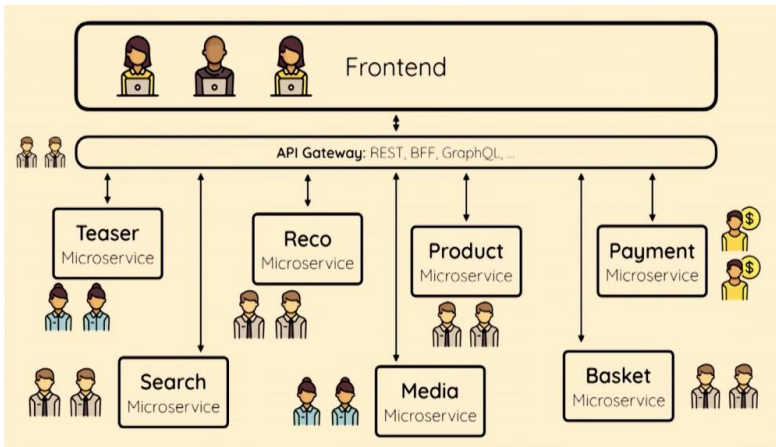 Frontend
API Gateway: REST, BFF, GraphQL, ...
Teaser
Microservice
Reco
Microservice
Product
Microservice
Payment
Microservice
$
$
Search
Microservice
Media
Microservice
Basket
Microservice